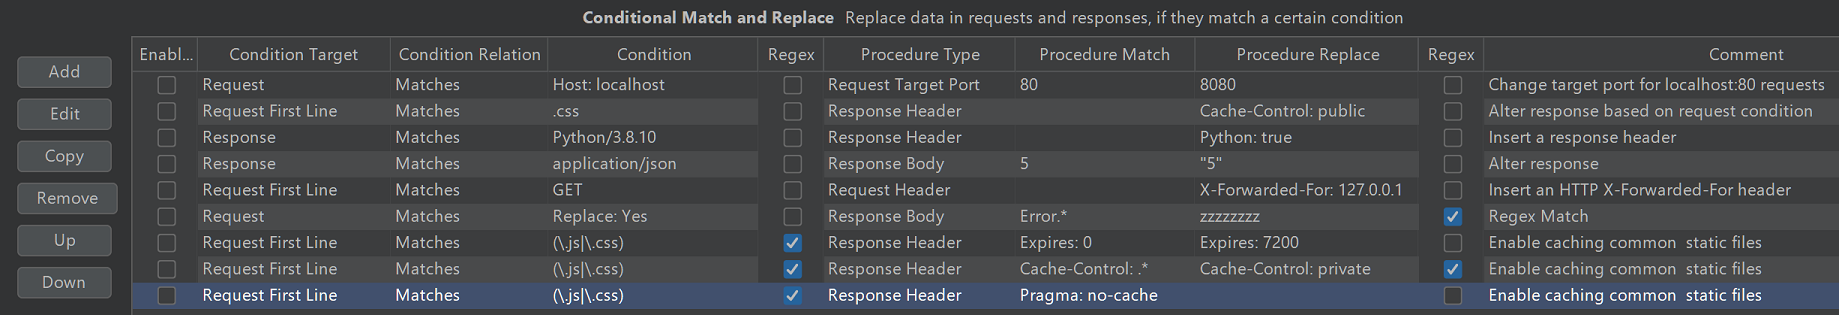 Conditional Match and Replace Replace data in requests and responses, if they match a certain condition
Add
Edit
Copy
Remove
Up
Down
Enabl... Condition Target Condition Relation Condition Regex Procedure Type Procedure Match Procedure Replace Regex Comment
Request Matches Host: localhost Request Target Port 80 8080 Change target port for localhost:80 requests
Request First Line Matches .css Response Header Cache-Control: public Alter response based on request condition
Response Matches Python/3.8.10 Response Header Python: true Insert a response header
Response Matches application/json Response Body 5 "5" Alter response
Request First Line Matches GET Request Header X-Forwarded-For: 127.0.0.1 Insert an HTTP X-Forwarded-For header
Request Matches Replace: Yes Response Body Error.* zzzzzzzz Regex Match
Request First Line Matches (\.js|\.css) Response Header Expires: 0 Expires: 7200 Enable caching common  static files
Request First Line Matches (\.js|\.css) Response Header Cache-Control: .* Cache-Control: private Enable caching common  static files
Request First Line Matches (\.js|\.css) Response Header Pragma: no-cache Enable caching common  static files